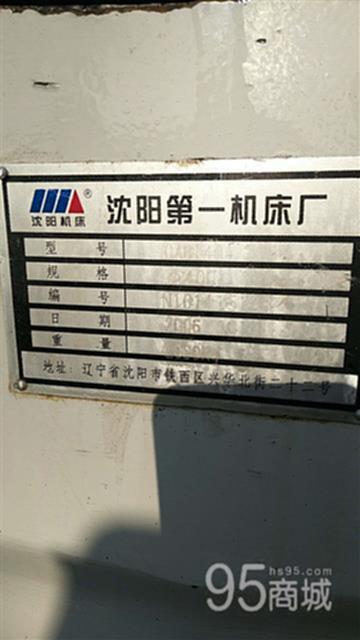 沈阳机床® 沈阳第一机床厂
型号
规格
编号
日期 2006
重量
地址: 辽宁省沈阳市铁西区兴华北街二十二号
hs95.com
95商城